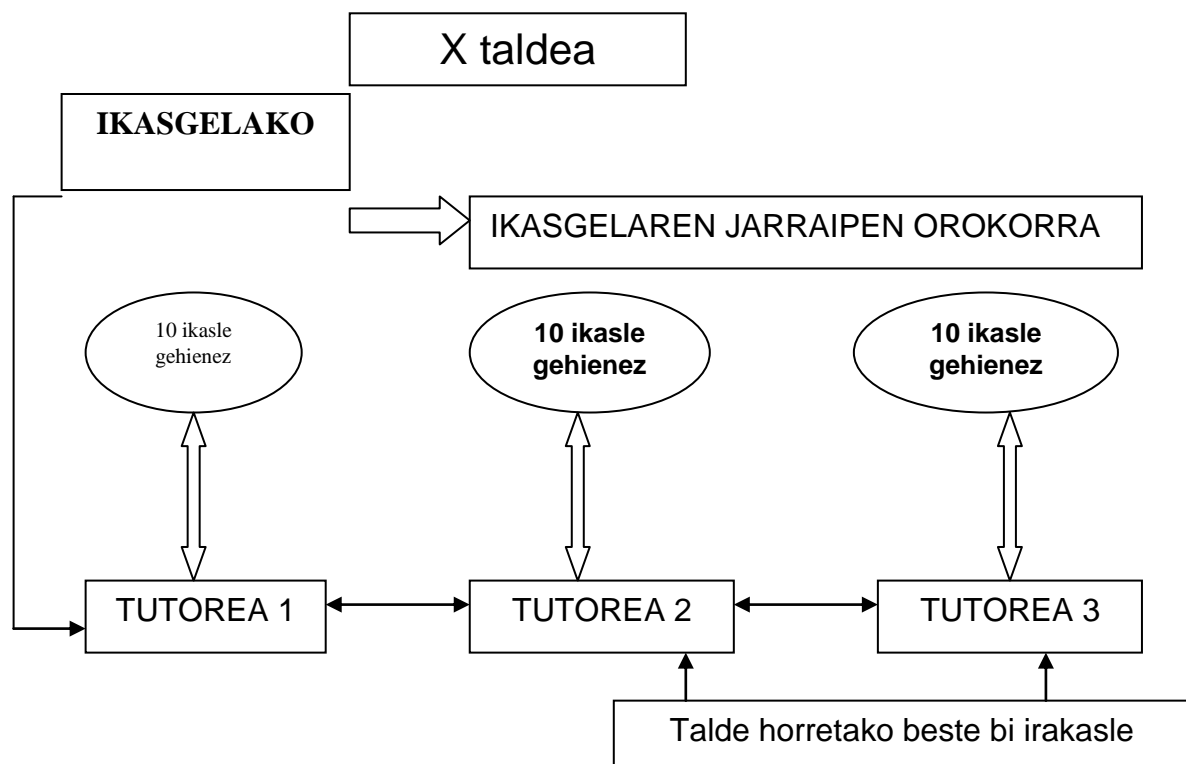 X taldea
IKASGELAKO
IKASGELAREN JARRAIPEN OROKORRA
10 ikasle
gehienez
10 ikasle
gehienez
10 ikasle
gehienez
TUTOREA 1
TUTOREA 2
TUTOREA 3
Talde horretako beste bi irakasle